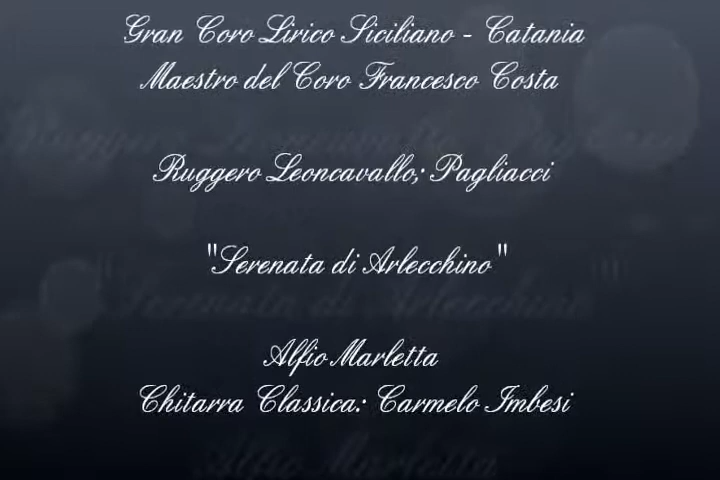 Gran Coro Lirico Siciliano - Catania
Maestro del Coro Francesco Costa
Ruggero Leoncavallo; Pagliacci
"Serenata di Arlecchino"
Alfio Marletta
Chitarra Classica: Carmelo Imbesi